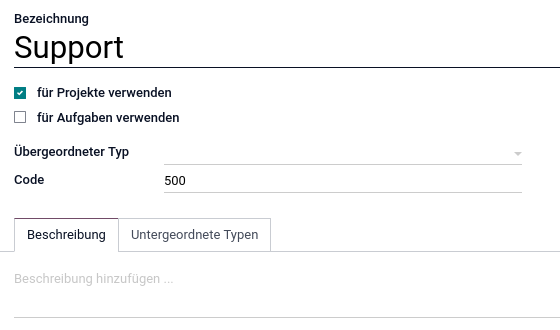 Bezeichnung
Support
für Projekte verwenden
für Aufgaben verwenden
Übergeordneter Typ
Code 500
Beschreibung Untergeordnete Typen
Beschreibung hinzufügen ...